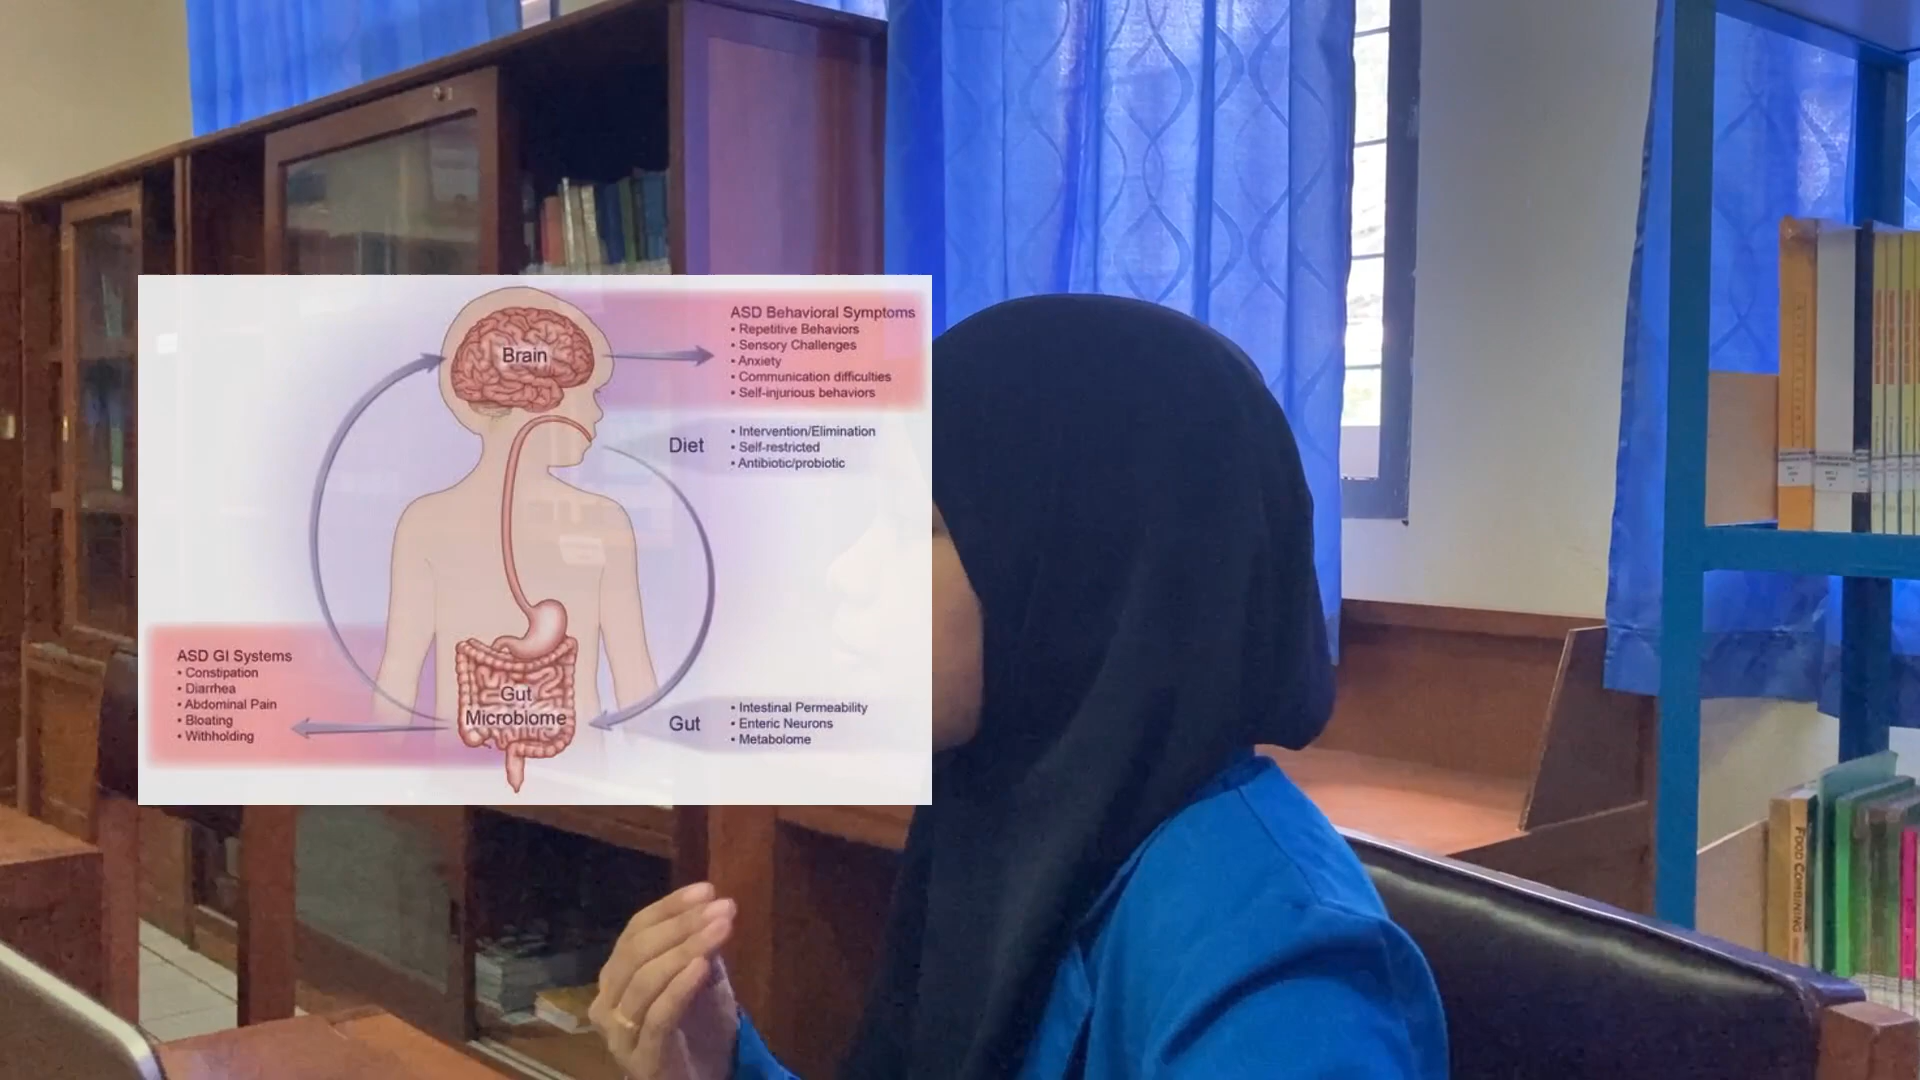 Brain
ASD Behavioral Symptoms
• Repetitive Behaviors
• Sensory Challenges
• Anxiety
• Communication difficulties
• Self-injurious behaviors
Diet
• Intervention/Elimination
• Self-restricted
• Antibiotic/probiotic
ASD GI Systems
• Constipation
• Diarrhea
• Abdominal Pain
• Bloating
• Withholding
Gut
Microbiome
Gut
• Intestinal Permeability
• Enteric Neurons
• Metabolome
FOOD COMBINING